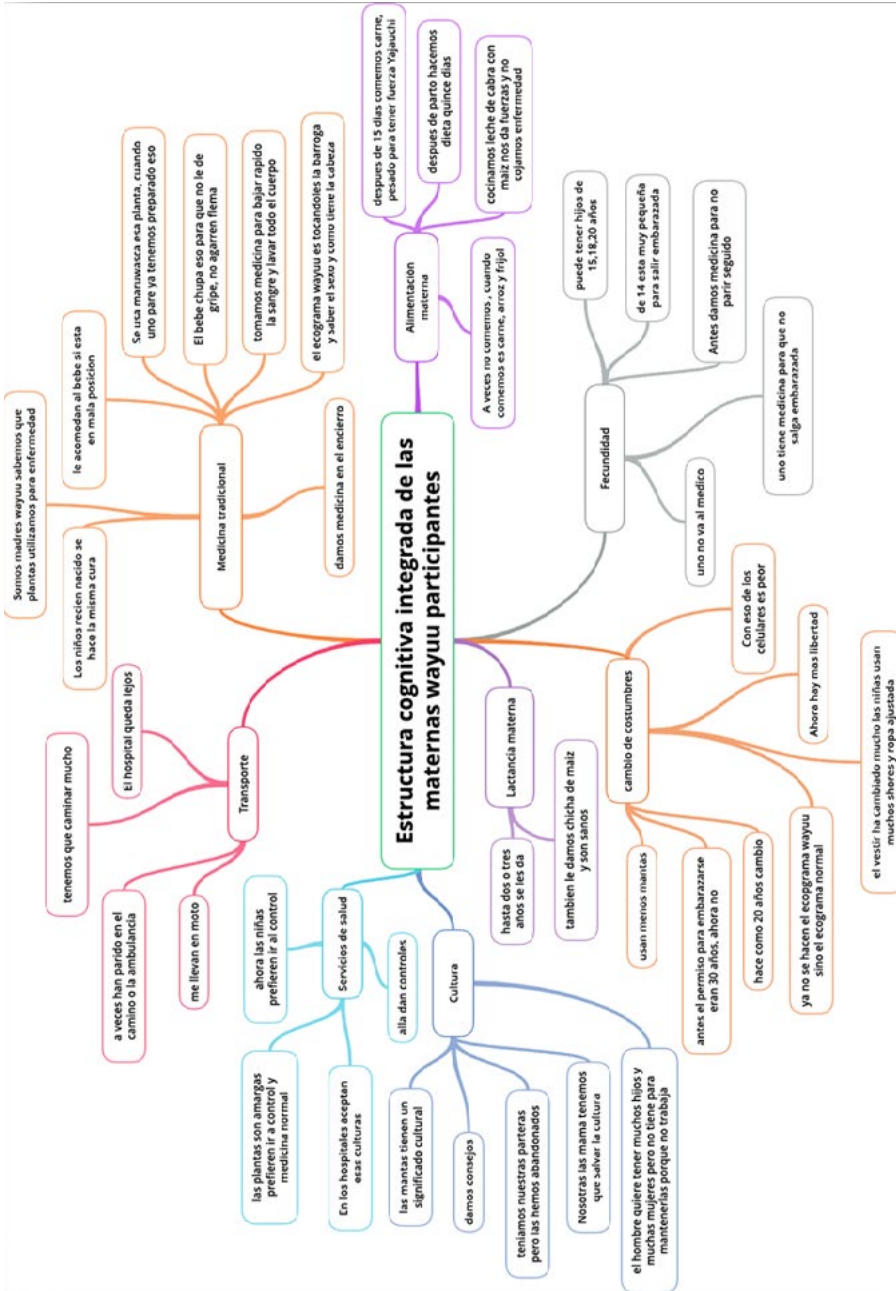 Estructura cognitiva integrada de las
maternas wayuu participantes
Medicina tradicional
Somos madres wayuu sabemos que
plantas utilizamos para enfermedad
Los niños recien nacido se
hace la misma cura
le acomodan al bebe si esta
en mala posicion
Se usa maruwasca esa planta, cuando
uno pare ya tenemos preparado eso
El bebe chupa eso para que no le de
gripe, no agarren flema
tomamos medicina para bajar rapido
la sangre y lavar todo el cuerpo
el ecograma wayuu es tocandoles la barroga
y saber el sexo y como tiene la cabeza
damos medicina en el encierro
Alimentacion
materna
despues de 15 dias comemos carne,
pesado para tener fuerza Yajauchi
despues de parto hacemos
dieta quince dias
cocinamos leche de cabra con
maiz nos da fuerzas y no
cojamos enfermedad
A veces no comemos , cuando
comemos es carne, arroz y frijol
Fecundidad
puede tener hijos de
15,18,20 años
de 14 esta muy pequeña
para salir embarazada
Antes damos medicina para no
parir seguido
uno tiene medicina para que no
salga embarazada
uno no va al medico
cambio de costumbres
Con eso de los
celulares es peor
Ahora hay mas libertad
el vestir ha cambiado mucho las niñas usan
muchos shores y ropa ajustada
ya no se hacen el ecopgrama wayuu
sino el ecograma normal
hace como 20 años cambio
antes el permiso para embarazarse
eran 30 años, ahora no
usan menos mantas
Lactancia materna
hasta dos o tres
años se les da
tambien le damos chicha de maiz
y son sanos
Cultura
las mantas tienen un
significado cultural
damos consejos
teniamos nuestras parteras
pero las hemos abandonados
Nosotras las mama tenemos
que salvar la cultura
el hombre quiere tener muchos hijos y
muchas mujeres pero no tiene para
mantenerlas porque no trabaja
Servicios de salud
ahora las niñas
prefieren ir al control
las plantas son amargas
prefieren ir a control y
medicina normal
En los hospitales aceptan
esas culturas
alla dan controles
Transporte
El hospital queda lejos
tenemos que caminar mucho
a veces han parido en el
camino o la ambulancia
me llevan en moto